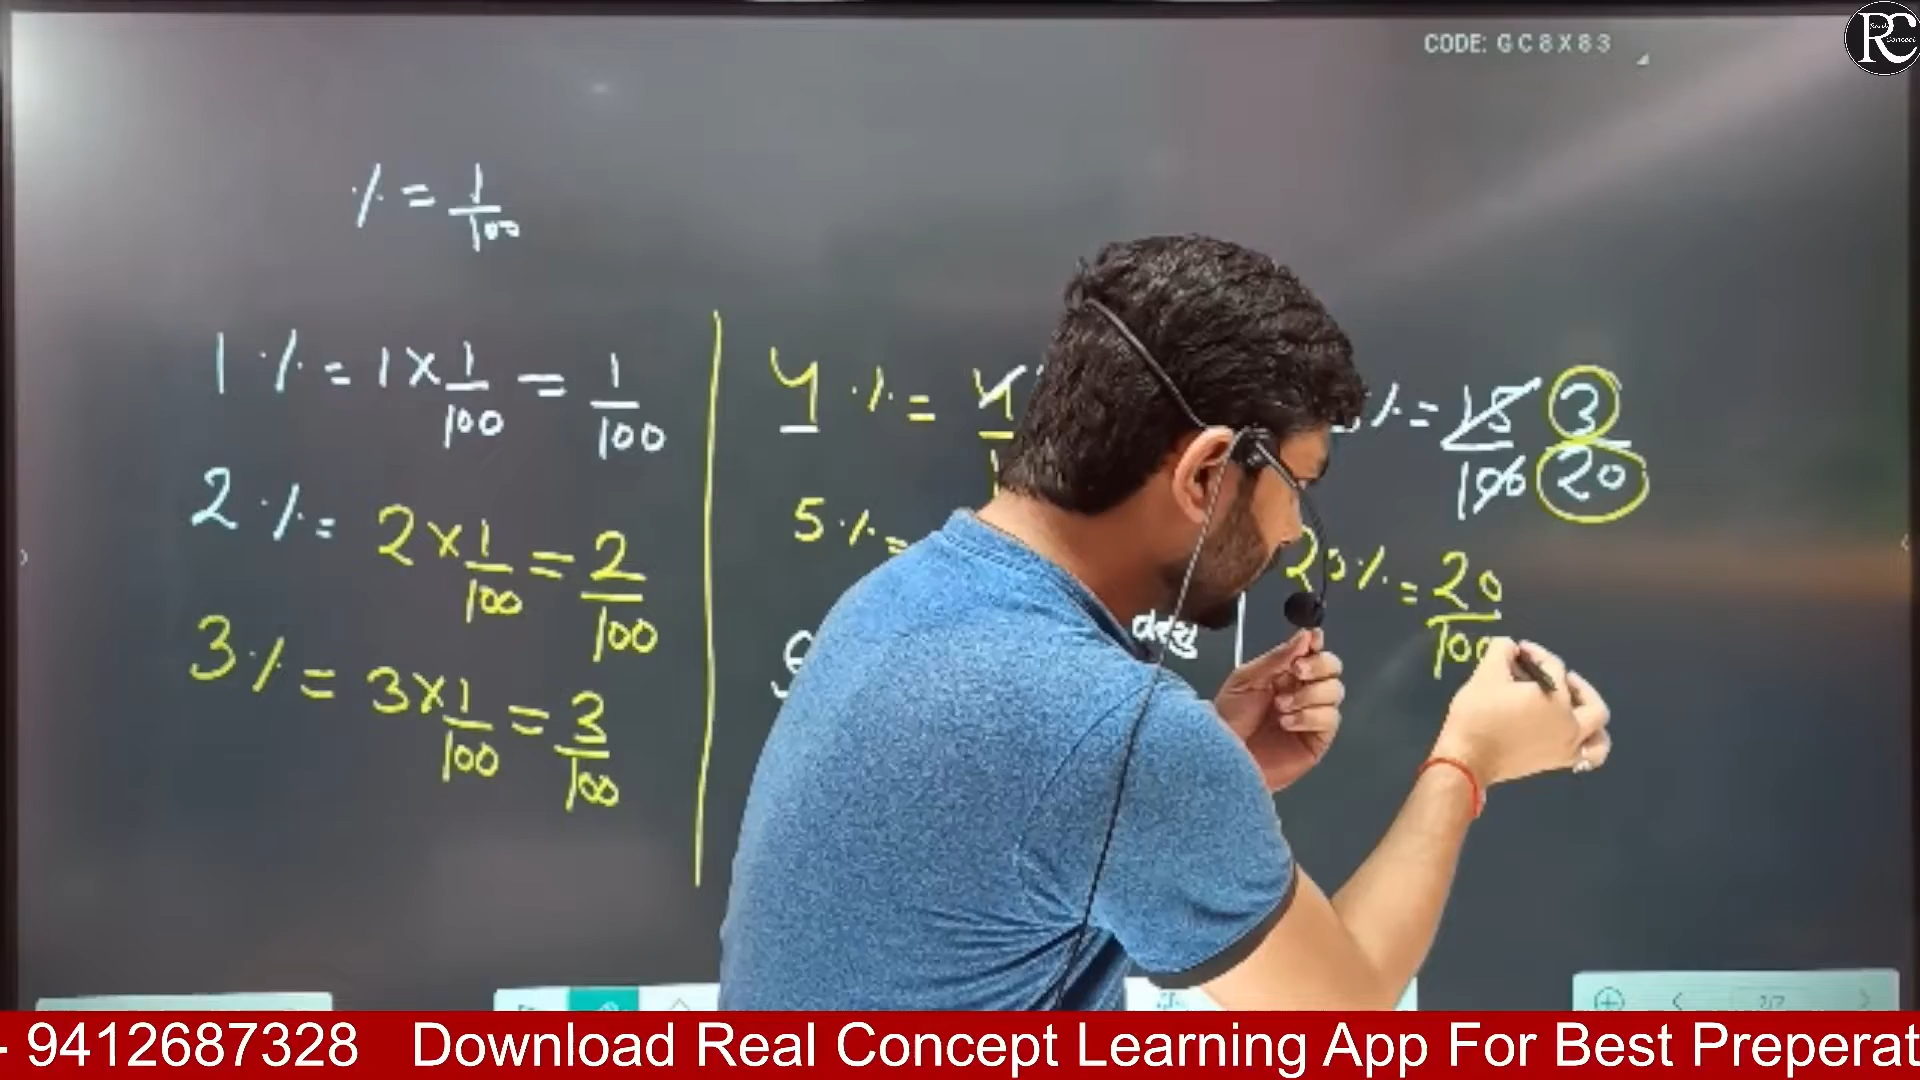 CODE: GC8X83
RC
% = 1/100
1% = 1×1/100 = 1/100
2% = 2×1/100 = 2/100
3% = 3×1/100 = 3/100
4% = 4
5% =
% = 15/100 3/20
20% = 20/100
वस्तु
- 9412687328 Download Real Concept Learning App For Best Preperat